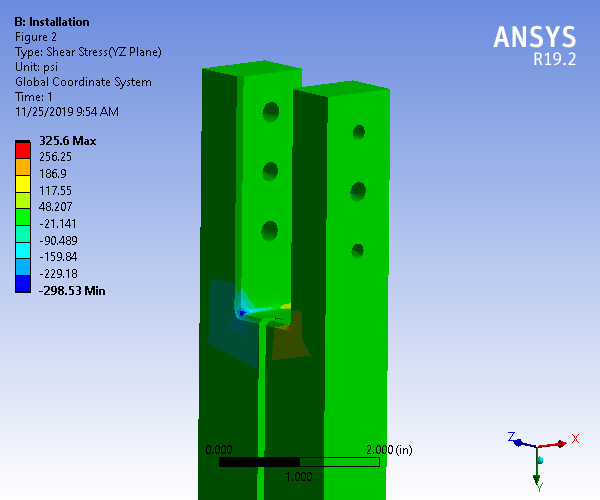 B: Installation
Figure 2
Type: Shear Stress(YZ Plane)
Unit: psi
Global Coordinate System
Time: 1
11/25/2019 9:54 AM
ANSYS
R19.2
325.6 Max
256.25
186.9
117.55
48.207
-21.141
-90.489
-159.84
-229.18
-298.53 Min
0.000
2.000 (in)
1.000
Z
X
Y